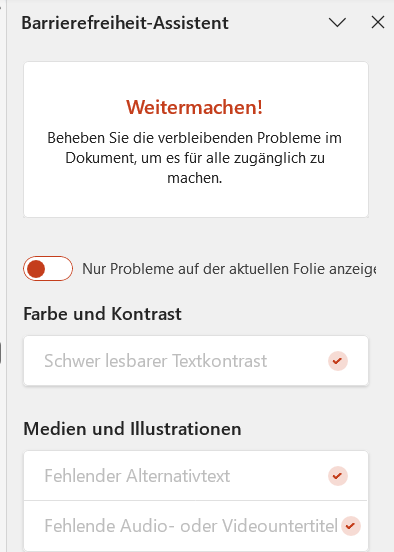 Barrierefreiheit-Assistent
Weitermachen!
Beheben Sie die verbleibenden Probleme im
Dokument, um es für alle zugänglich zu
machen.
Nur Probleme auf der aktuellen Folie anzeige
Farbe und Kontrast
Schwer lesbarer Textkontrast
Medien und Illustrationen
Fehlender Alternativtext
Fehlende Audio- oder Videountertitel